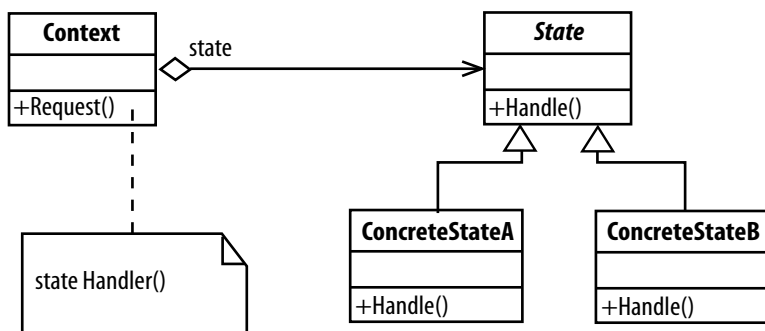 Context
+Request()
state
State
+Handle()
state Handler()
ConcreteStateA
+Handle()
ConcreteStateB
+Handle()